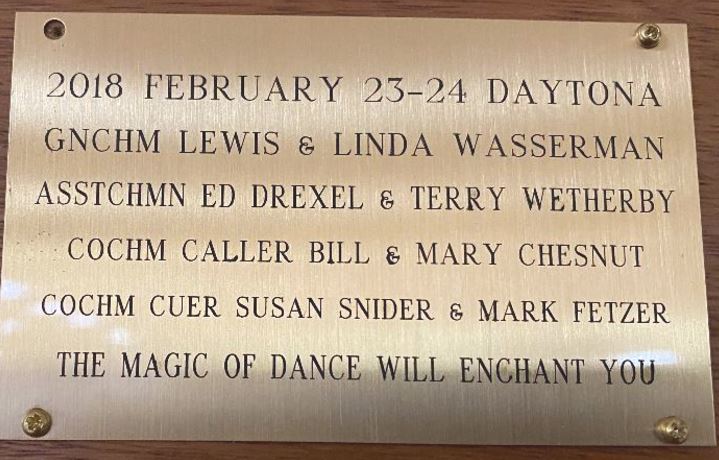 2018 FEBRUARY 23-24 DAYTONA
GNCHM LEWIS & LINDA WASSERMAN
ASSTCHMN ED DREXEL & TERRY WETHERBY
COCHM CALLER BILL & MARY CHESNUT
COCHM CUER SUSAN SNIDER & MARK FETZER
THE MAGIC OF DANCE WILL ENCHANT YOU